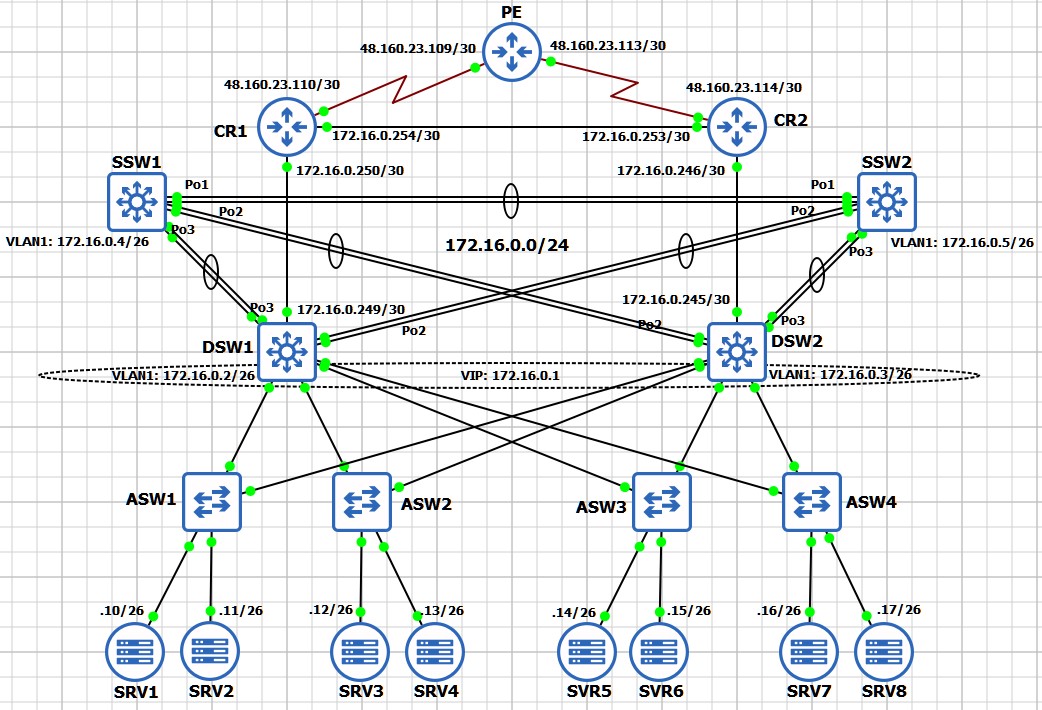 PE
48.160.23.109/30
48.160.23.113/30
48.160.23.110/30
48.160.23.114/30
CR1
CR2
172.16.0.254/30
172.16.0.253/30
SSW1
SSW2
172.16.0.250/30
172.16.0.246/30
Po1
Po1
Po2
Po2
Po3
VLAN1: 172.16.0.4/26
172.16.0.0/24
VLAN1: 172.16.0.5/26
Po3
172.16.0.245/30
Po3
172.16.0.249/30
Po2
Po2
Po3
DSW1
DSW2
VLAN1: 172.16.0.2/26
VIP: 172.16.0.1
VLAN1: 172.16.0.3/26
ASW1
ASW2
ASW3
ASW4
.10/26
.11/26
.12/26
.13/26
.14/26
.15/26
.16/26
.17/26
SRV1
SRV2
SRV3
SRV4
SVR5
SVR6
SRV7
SRV8